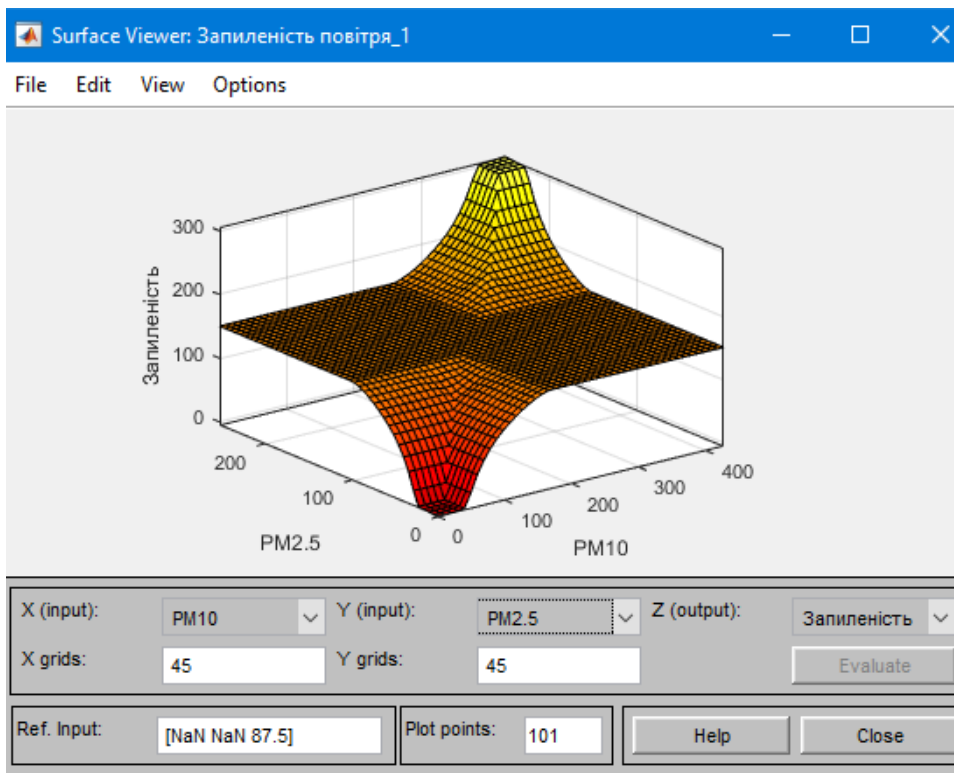 Surface Viewer: Запиленість повітря_1
File Edit View Options
300
200
100
0
Запиленість
200
100
0
PM2.5
0
100
200
300
400
PM10
X (input): PM10 Y (input): PM2.5 Z (output): Запиленість
X grids: 45 Y grids: 45 Evaluate
Ref. Input: [NaN NaN 87.5] Plot points: 101 Help Close